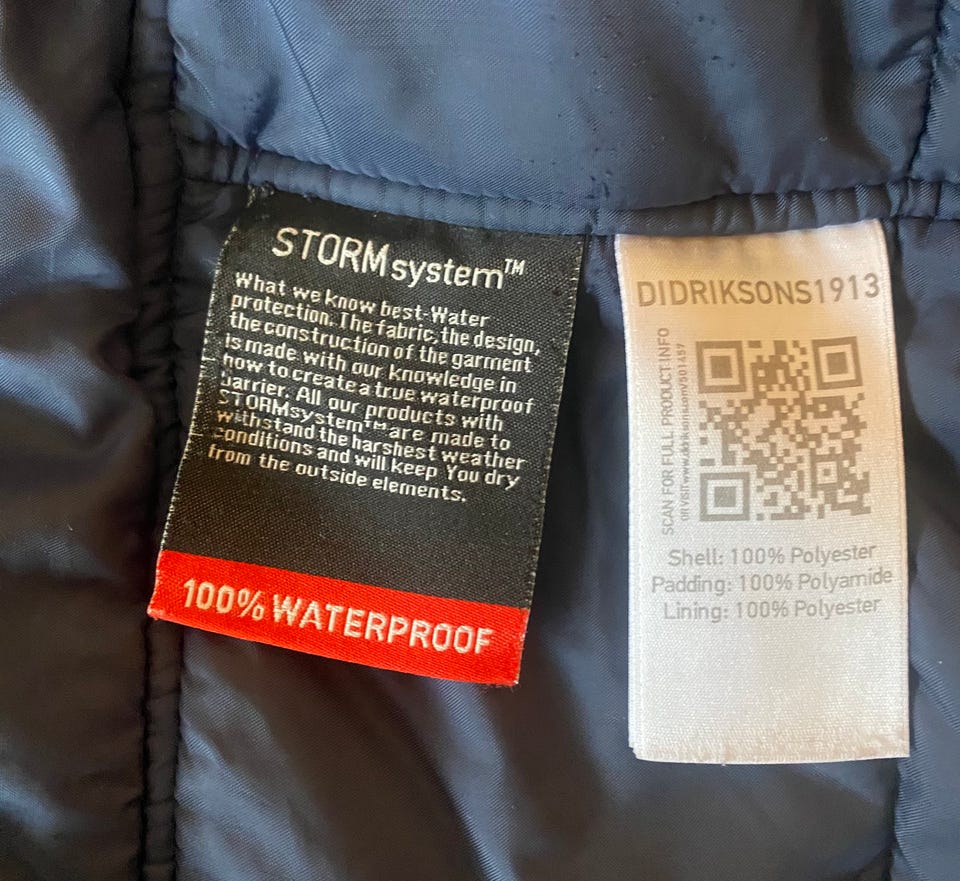 STORMsystem™
What we know best-Water
protection. The fabric, the design,
the construction of the garment
is made with our knowledge in
how to create a true waterproof
barrier. All our products with
STORMsystem™ are made to
withstand the harshest weather
conditions and will keep You dry
from the outside elements.
100% WATERPROOF
DIDRIKSONS1913
SCAN FOR FULL PRODUCT INFO
OR VISIT
Shell: 100% Polyester
Padding: 100% Polyamide
Lining: 100% Polyester